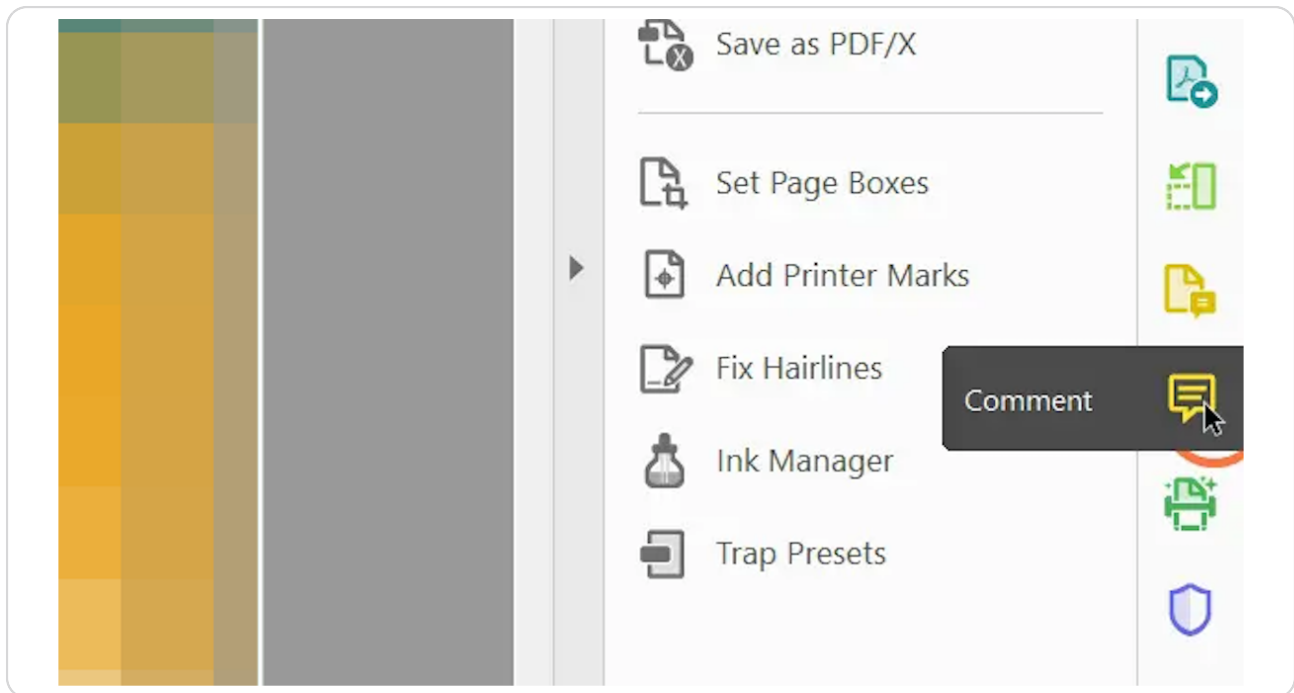 Save as PDF/X
Set Page Boxes
Add Printer Marks
Fix Hairlines
Comment
Ink Manager
Trap Presets